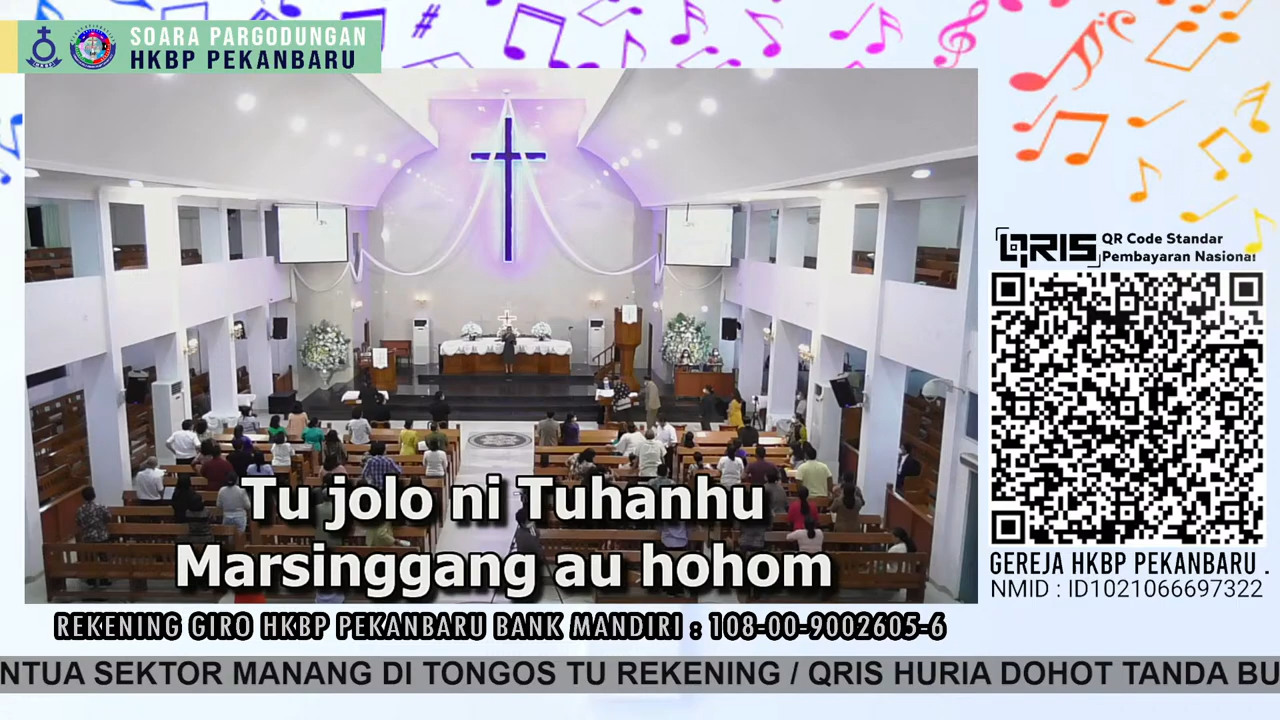 SOARA PARGODUNGAN
HKBP PEKANBARU
QRIS QR Code Standar
Pembayaran Nasional
Tu jolo ni Tuhanhu
Marsinggang au hohom
GEREJA HKBP PEKANBARU .
NMID : ID1021066697322
REKENING GIRO HKBP PEKANBARU BANK MANDIRI : 108-00-9002605-6
NTUA SEKTOR MANANG DI TONGOS TU REKENING / QRIS HURIA DOHOT TANDA BU